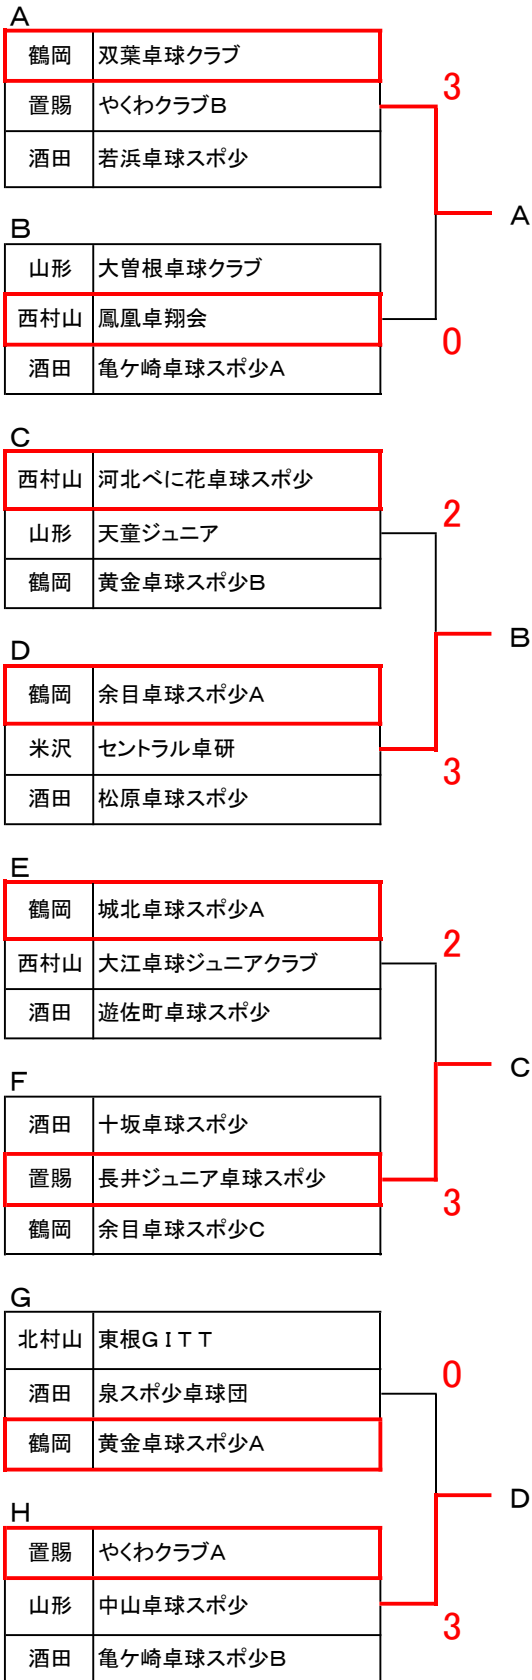 A
鶴岡 双葉卓球クラブ
3
置賜 やくわクラブB
酒田 若浜卓球スポ少
A
B
山形 大曽根卓球クラブ
西村山 鳳凰卓翔会
0
酒田 亀ケ崎卓球スポ少A
C
西村山 河北べに花卓球スポ少
2
山形 天童ジュニア
鶴岡 黄金卓球スポ少B
B
D
鶴岡 余目卓球スポ少A
米沢 セントラル卓研
3
酒田 松原卓球スポ少
E
鶴岡 城北卓球スポ少A
2
西村山 大江卓球ジュニアクラブ
酒田 遊佐町卓球スポ少
C
F
酒田 十坂卓球スポ少
置賜 長井ジュニア卓球スポ少
3
鶴岡 余目卓球スポ少C
G
北村山 東根GITT
0
酒田 泉スポ少卓球団
鶴岡 黄金卓球スポ少A
D
H
置賜 やくわクラブA
山形 中山卓球スポ少
3
酒田 亀ケ崎卓球スポ少B